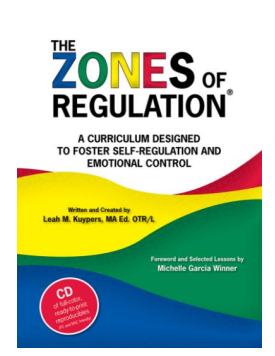 THE
ZONES OF
REGULATION®
A CURRICULUM DESIGNED
TO FOSTER SELF-REGULATION AND
EMOTIONAL CONTROL
Written and Created by
Leah M. Kuypers, MA Ed. OTR/L
Foreword and Selected Lessons by
Michelle Garcia Winner
CD
of full-color,
ready-to-print
reproducibles